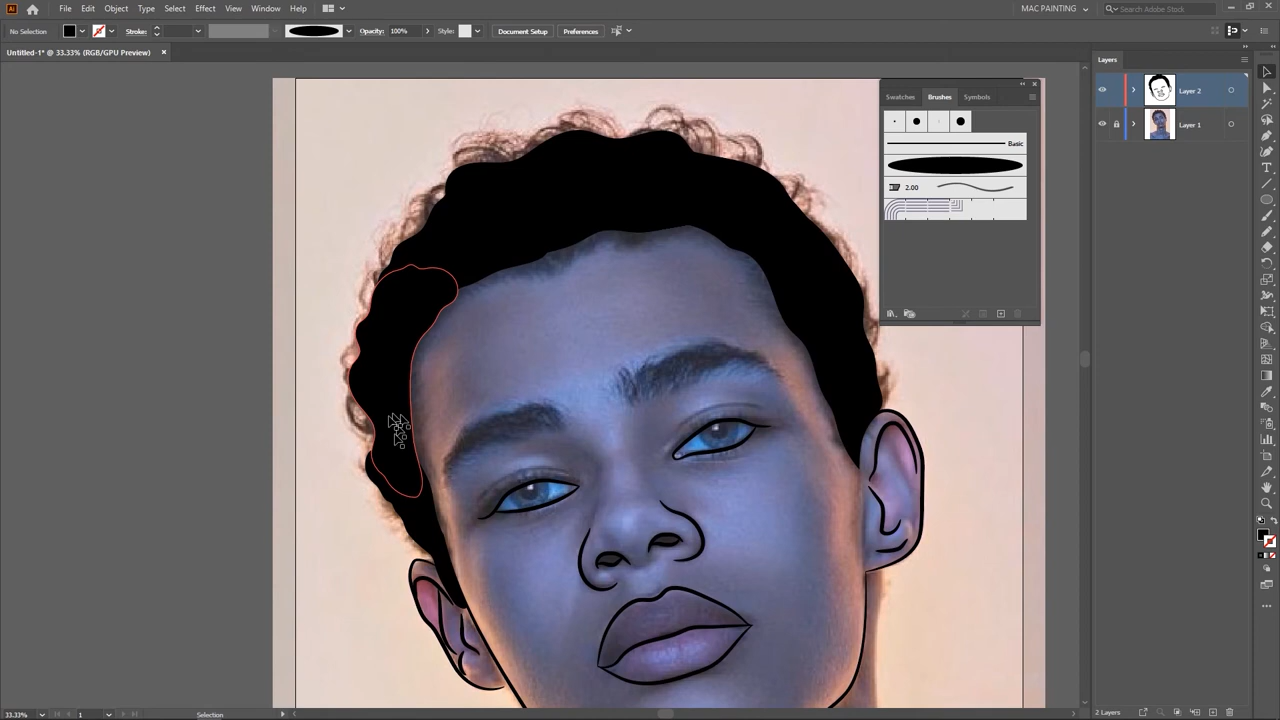 Ai File Edit Object Type Select Effect View Window Help MAC PAINTING Search Adobe Stock
No Selection Stroke: Opacity: 100% Style: Document Setup Preferences
Untitled-1* @ 33.33% (RGB/GPU Preview) ×
Layers
Swatches Brushes Symbols
Layer 2
Layer 1
Basic
2.00
33.33% 1 Selection
2 Layers